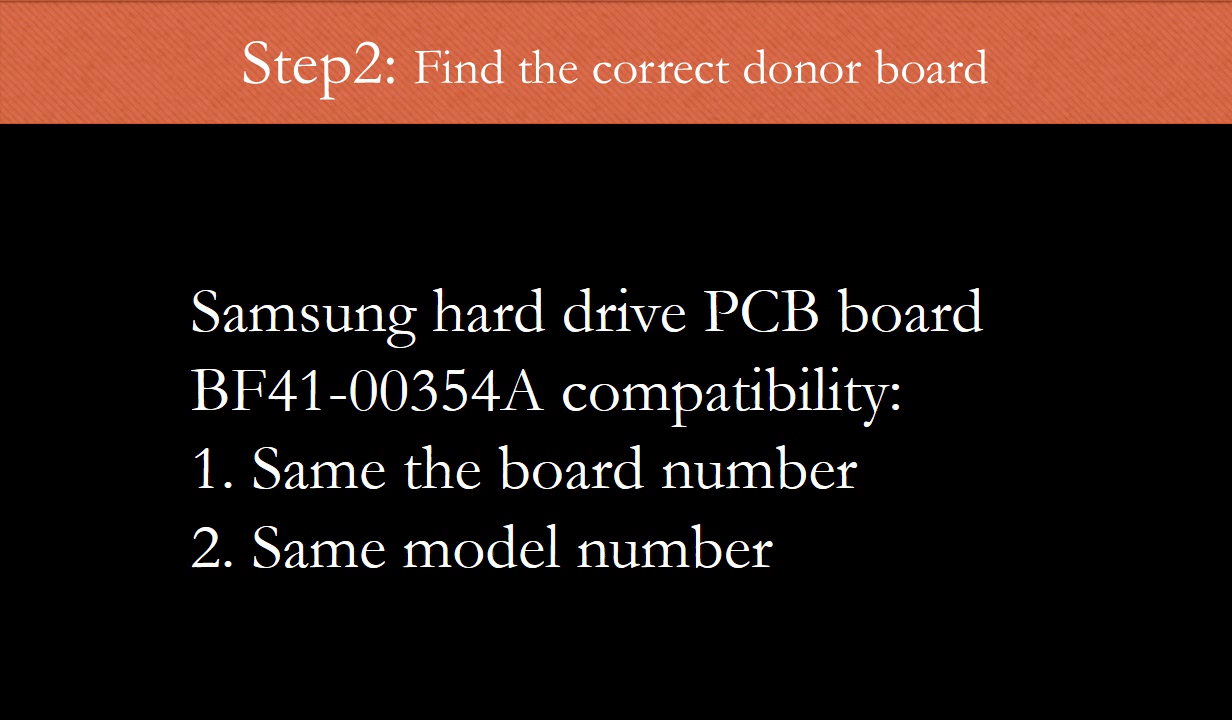 Step2: Find the correct donor board
Samsung hard drive PCB board
BF41-00354A compatibility:
1. Same the board number
2. Same model number